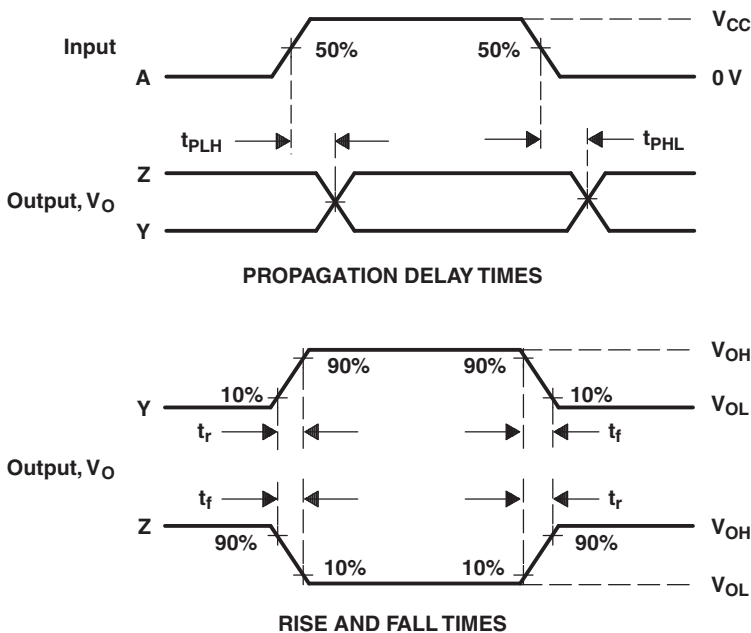 V_CC
Input
50%
50%
A
0 V
t_PLH
t_PHL
Z
Output, V_O
Y
PROPAGATION DELAY TIMES
V_OH
90%
90%
10%
10%
Y
V_OL
t_r
t_f
Output, V_O
t_f
t_r
Z
V_OH
90%
90%
10%
10%
V_OL
RISE AND FALL TIMES